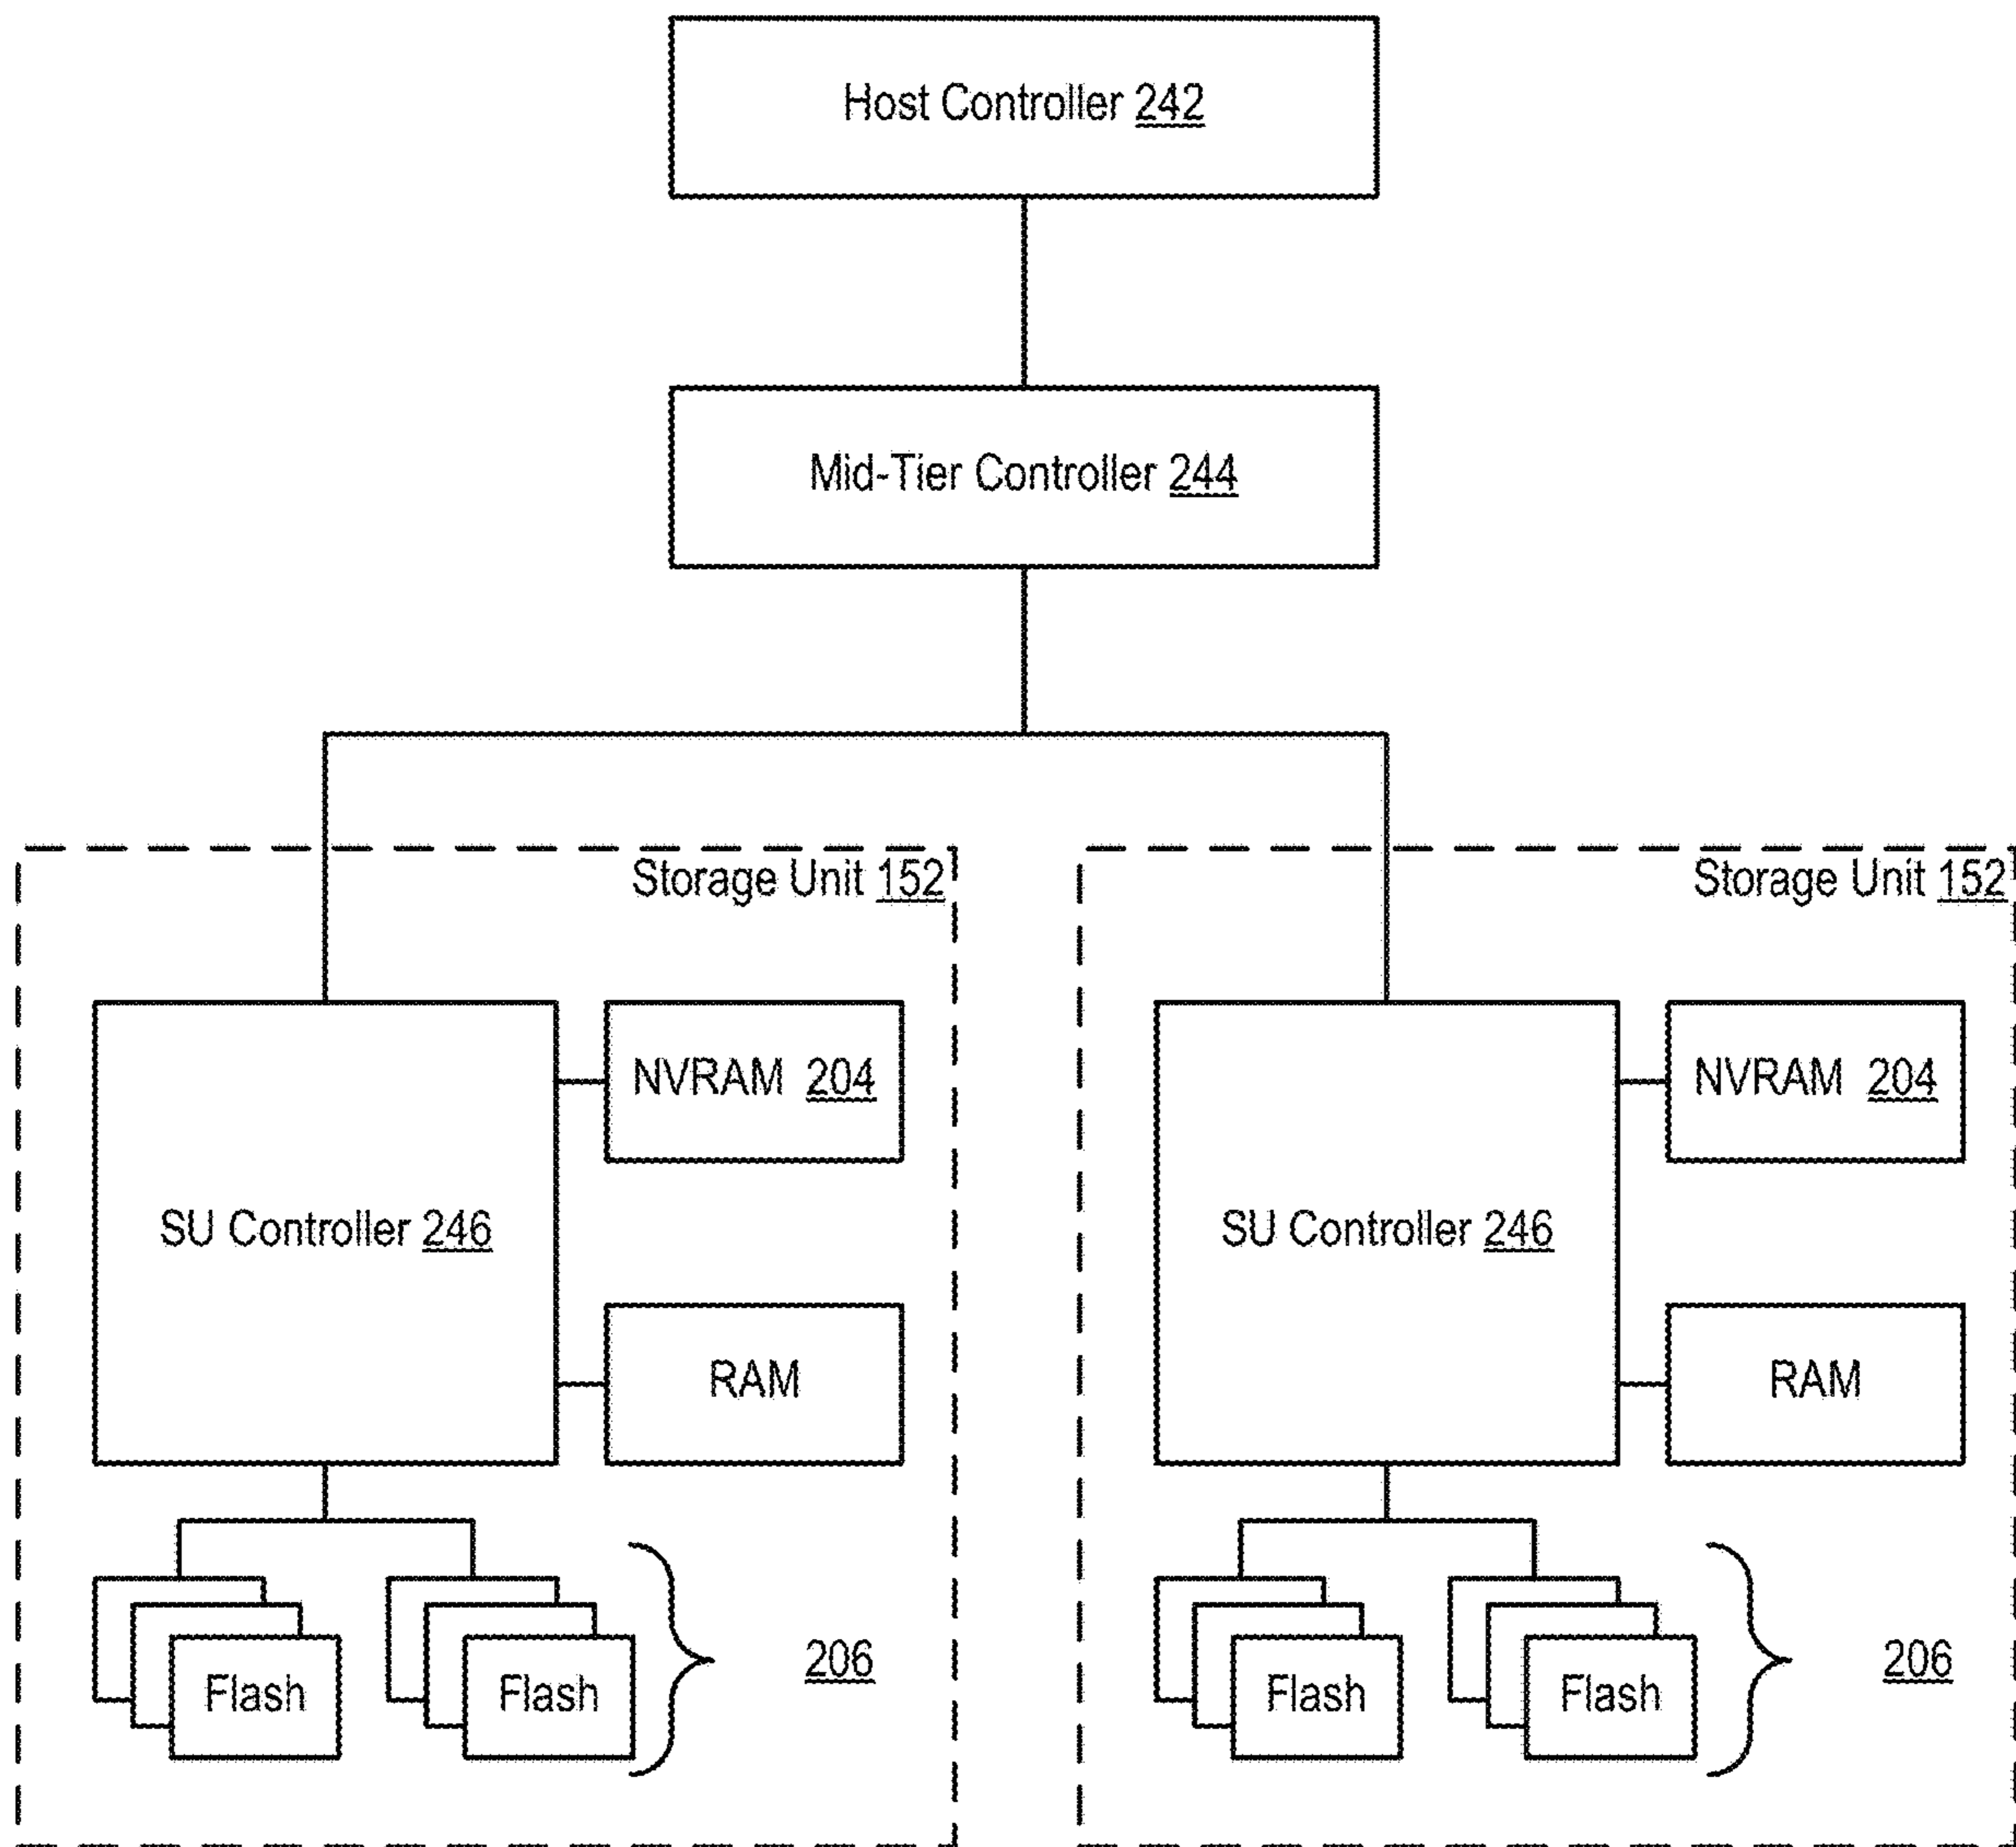 Host Controller 242
Mid-Tier Controller 244
Storage Unit 152
NVRAM 204
SU Controller 246
RAM
Flash
Flash
206
Storage Unit 152
NVRAM 204
SU Controller 246
RAM
Flash
Flash
206